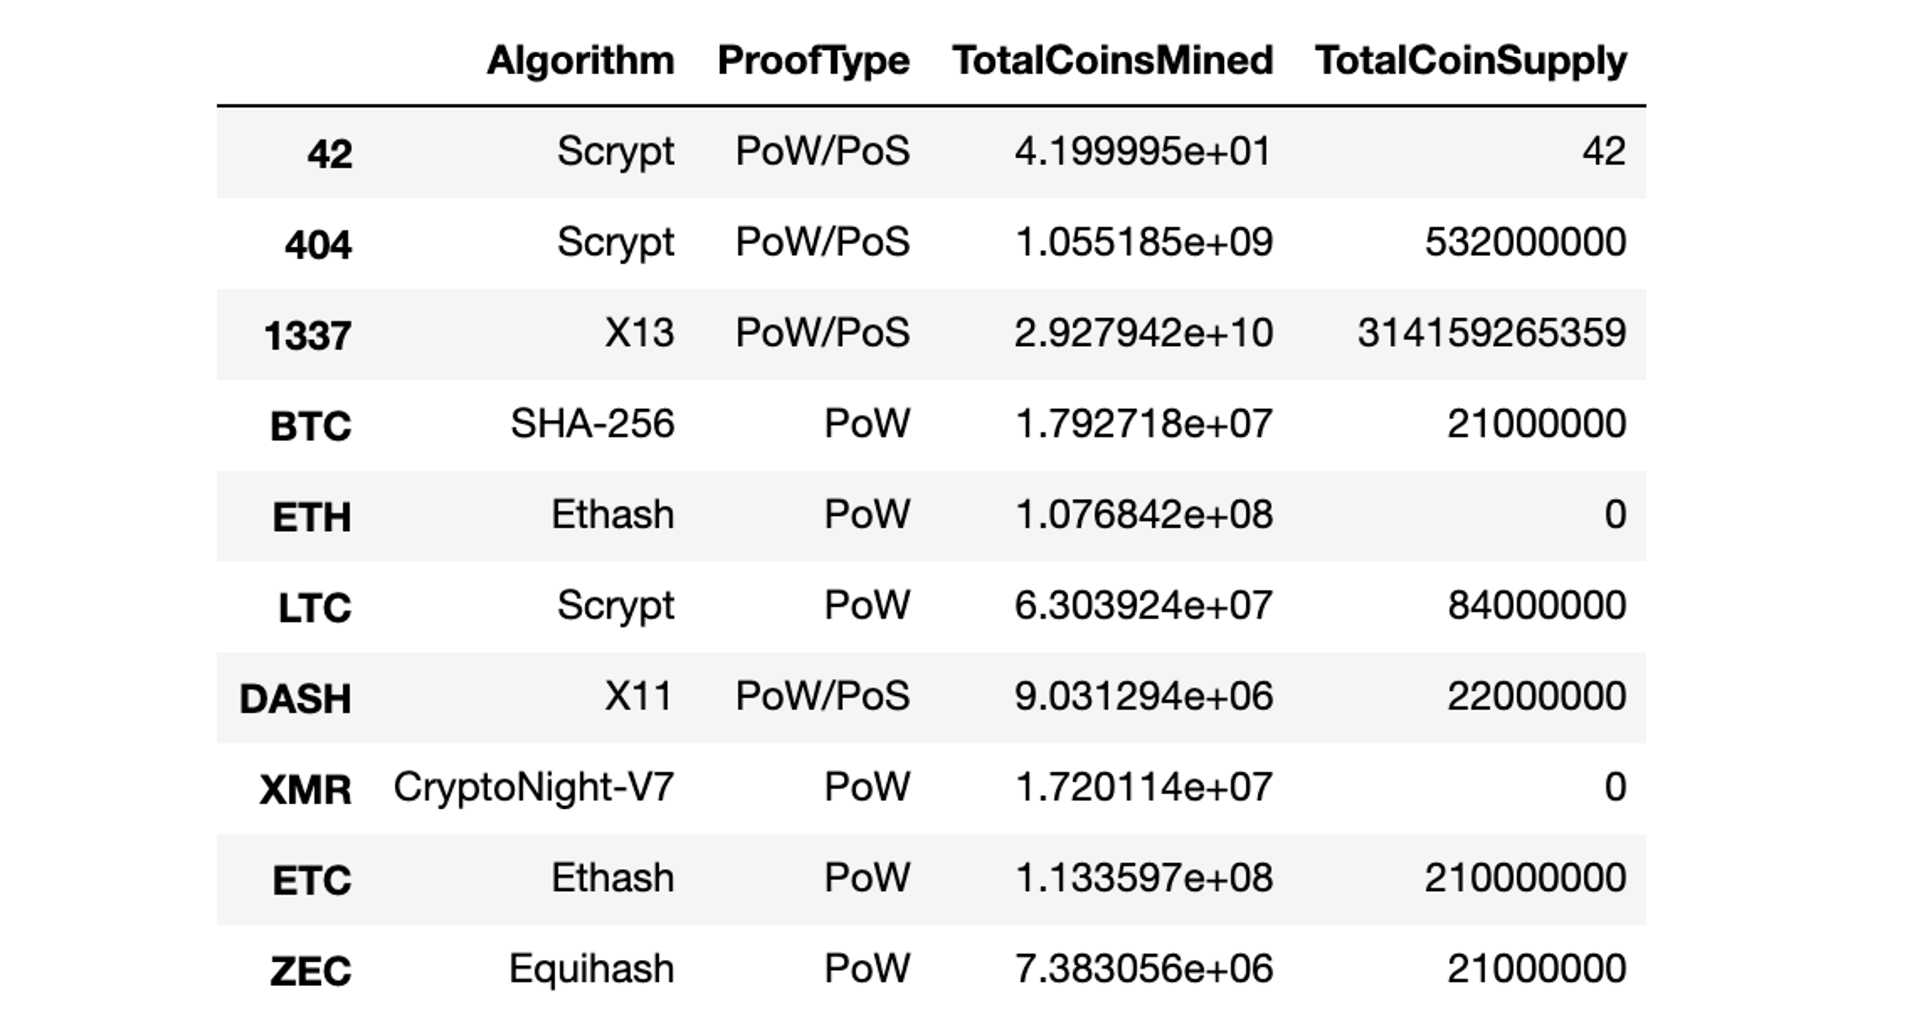 Algorithm ProofType TotalCoinsMined TotalCoinSupply
42 Scrypt PoW/PoS 4.199995e+01 42
404 Scrypt PoW/PoS 1.055185e+09 532000000
1337 X13 PoW/PoS 2.927942e+10 314159265359
BTC SHA-256 PoW 1.792718e+07 21000000
ETH Ethash PoW 1.076842e+08 0
LTC Scrypt PoW 6.303924e+07 84000000
DASH X11 PoW/PoS 9.031294e+06 22000000
XMR CryptoNight-V7 PoW 1.720114e+07 0
ETC Ethash PoW 1.133597e+08 210000000
ZEC Equihash PoW 7.383056e+06 21000000